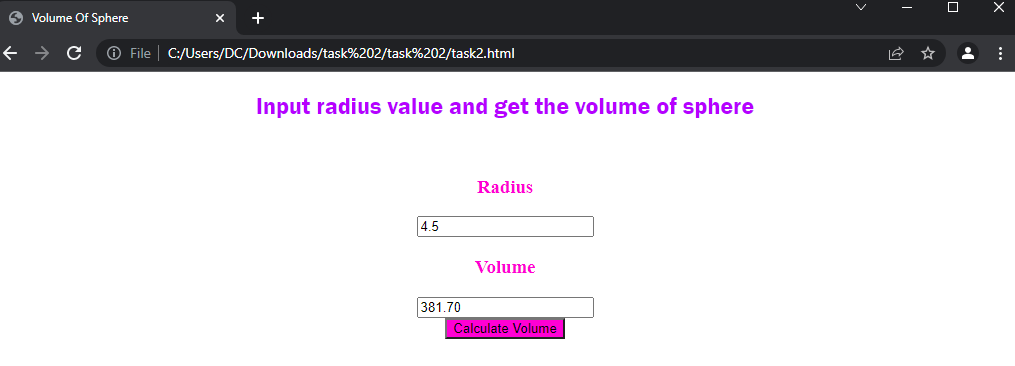 Volume Of Sphere
File C:/Users/DC/Downloads/task%202/task%202/task2.html
Input radius value and get the volume of sphere
Radius
4.5
Volume
381.70
Calculate Volume